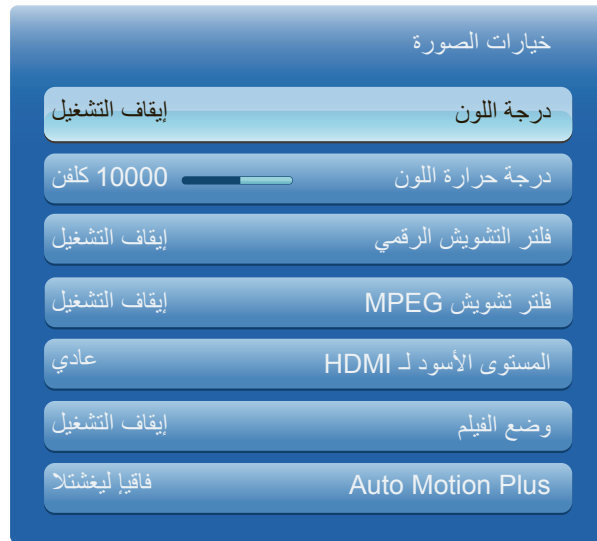 خيارات الصورة
درجة اللون إيقاف التشغيل
درجة حرارة اللون 10000 كلفن
فلتر التشويش الرقمي إيقاف التشغيل
فلتر تشويش MPEG إيقاف التشغيل
المستوى الأسود لـ HDMI عادي
وضع الفيلم إيقاف التشغيل
Auto Motion Plus فاقيإ ليغشتلا